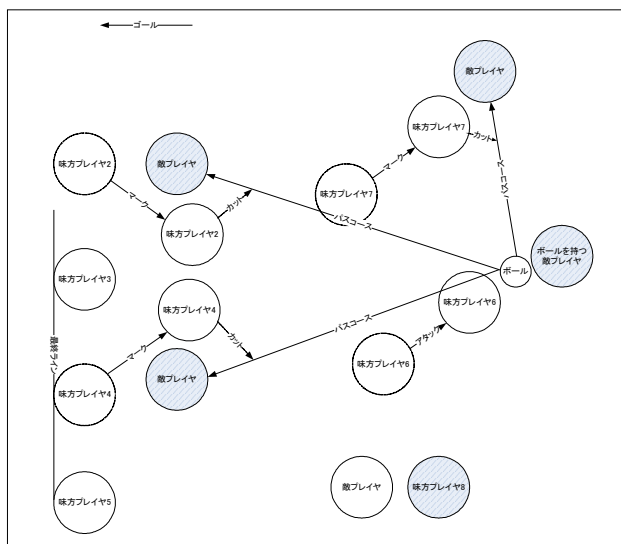 ゴール
敵プレイヤ
味方プレイヤ7
カット
マーク
味方プレイヤ2
敵プレイヤ
味方プレイヤ7
パスコース
マーク
カット
味方プレイヤ2
パスコース
ボールを持つ
敵プレイヤ
ボール
味方プレイヤ3
味方プレイヤ4
味方プレイヤ6
パスコース
カット
アタック
最終ライン
マーク
味方プレイヤ6
敵プレイヤ
味方プレイヤ4
敵プレイヤ
味方プレイヤ8
味方プレイヤ5